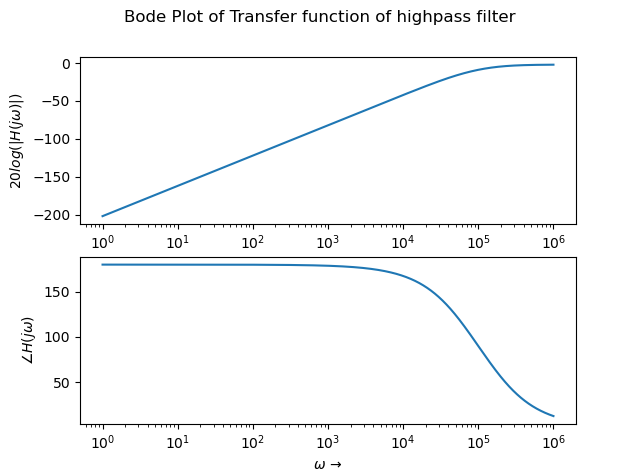 Bode Plot of Transfer function of highpass filter
20log(|H(jω)|)
0
−50
−100
−150
−200
10⁰ 10¹ 10² 10³ 10⁴ 10⁵ 10⁶
∠H(jω)
150
100
50
10⁰ 10¹ 10² 10³ 10⁴ 10⁵ 10⁶
ω →